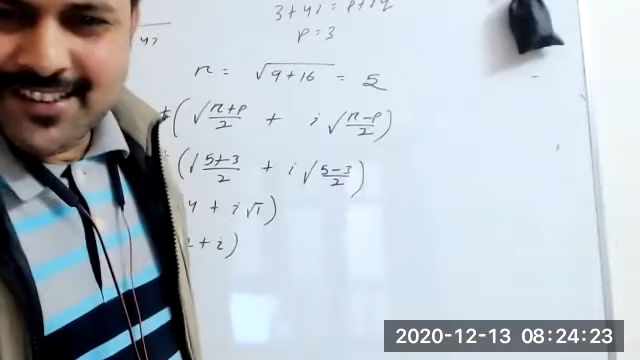 3+4i = p+iq
4i
p=3
r = √9+16 = 5
±(√r+p/2 + i √r-p/2)
(√5+3/2 + i √5-3/2)
4 + i√1)
+ i)
2020-12-13 08:24:23